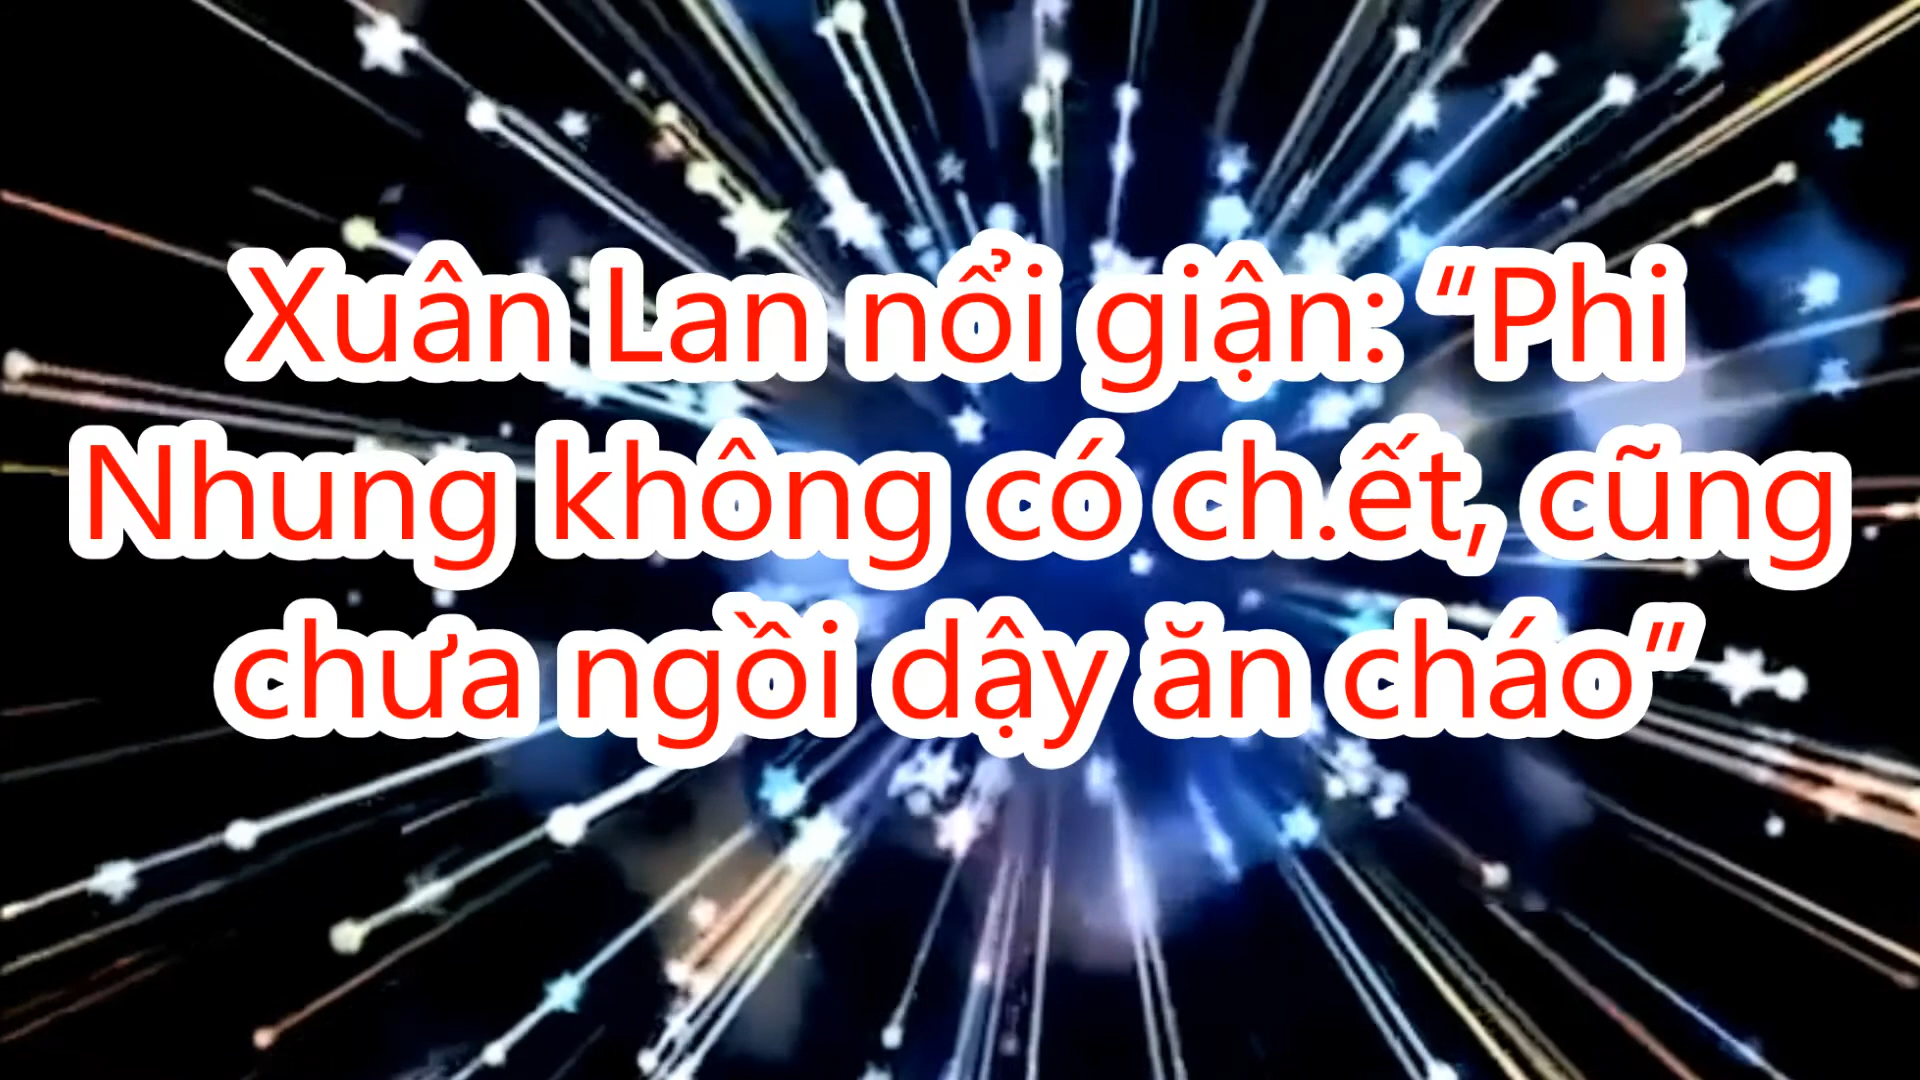 Xuân Lan nổi giận: “Phi
Nhung không có ch.ết, cũng
chưa ngồi dậy ăn cháo”